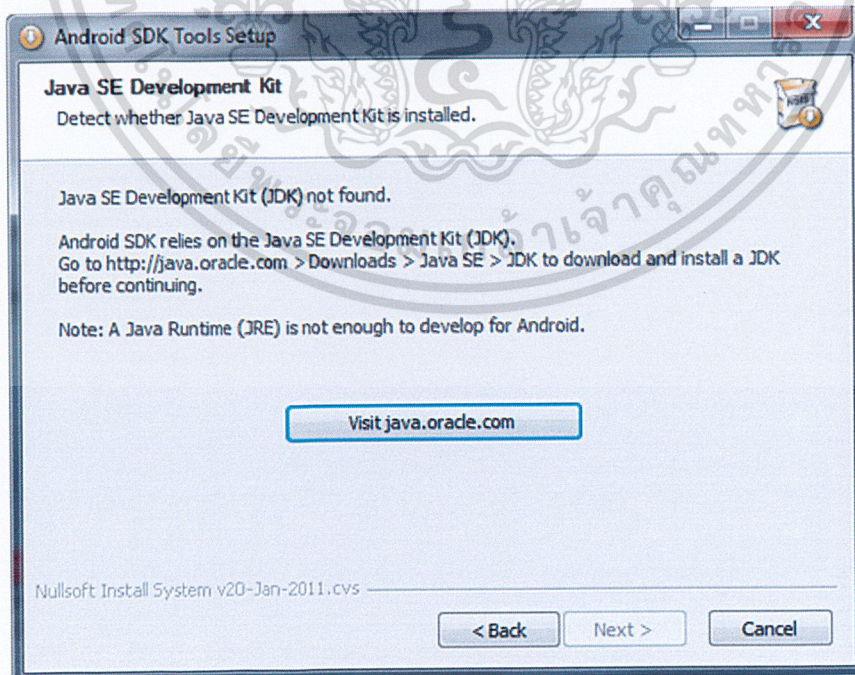 Android SDK Tools Setup
Java SE Development Kit
Detect whether Java SE Development Kit is installed.
Java SE Development Kit (JDK) not found.
Android SDK relies on the Java SE Development Kit (JDK).
Go to http://java.oracle.com > Downloads > Java SE > JDK to download and install a JDK
before continuing.
Note: A Java Runtime (JRE) is not enough to develop for Android.
Visit java.oracle.com
Nullsoft Install System v20-Jan-2011.cvs
< Back
Next >
Cancel